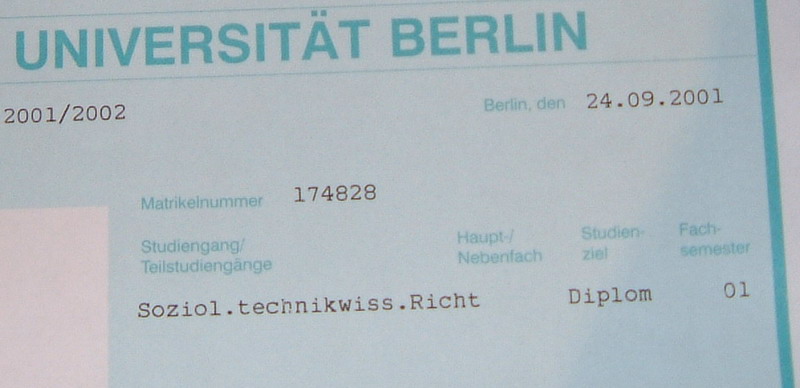 UNIVERSITÄT BERLIN
2001/2002
Berlin, den 24.09.2001
Matrikelnummer 174828
Studiengang/ Haupt-/ Studien- Fach-
Teilstudiengänge Nebenfach ziel semester
Soziol.technikwiss.Richt Diplom 01